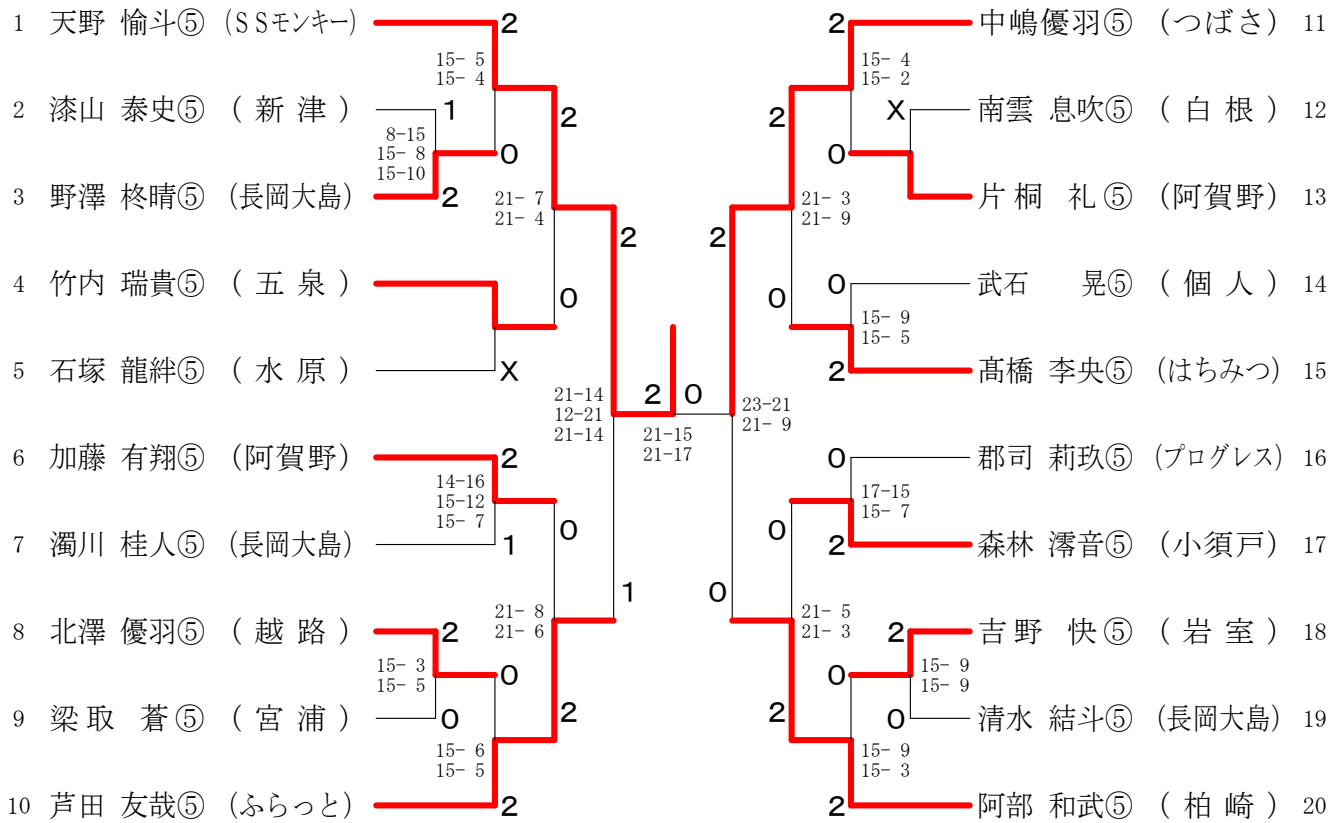 1 天野 愉斗⑤ (ＳＳモンキー) 2
15- 5
15- 4
2 漆山 泰史⑤ ( 新 津 ) 1
8-15
15- 8
15-10
0
3 野澤 柊晴⑤ (長岡大島) 2
2
21- 7
21- 4
4 竹内 瑞貴⑤ ( 五 泉 )
0
5 石塚 龍絆⑤ ( 水 原 ) X
2
21-14
12-21
21-14
6 加藤 有翔⑤ (阿賀野) 2
14-16
15-12
15- 7
7 濁川 桂人⑤ (長岡大島) 1
0
21- 8
21- 6
1
8 北澤 優羽⑤ ( 越 路 ) 2
15- 3
15- 5
0
9 梁取 蒼⑤ ( 宮 浦 ) 0
2
15- 6
15- 5
10 芦田 友哉⑤ (ふらっと) 2
2 0
21-15
21-17
2 中嶋優羽⑤ (つばさ) 11
15- 4
15- 2
X 南雲 息吹⑤ ( 白 根 ) 12
0
片桐 礼⑤ (阿賀野) 13
2
21- 3
21- 9
0 武石 晃⑤ ( 個 人 ) 14
15- 9
15- 5
0
2 髙橋 李央⑤ (はちみつ) 15
2
23-21
21- 9
0 郡司 莉玖⑤ (プログレス) 16
17-15
15- 7
0
2 森林 澪音⑤ (小須戸) 17
0
21- 5
21- 3
2 吉野 快⑤ ( 岩 室 ) 18
15- 9
15- 9
0
0 清水 結斗⑤ (長岡大島) 19
2
15- 9
15- 3
2 阿部 和武⑤ ( 柏 崎 ) 20